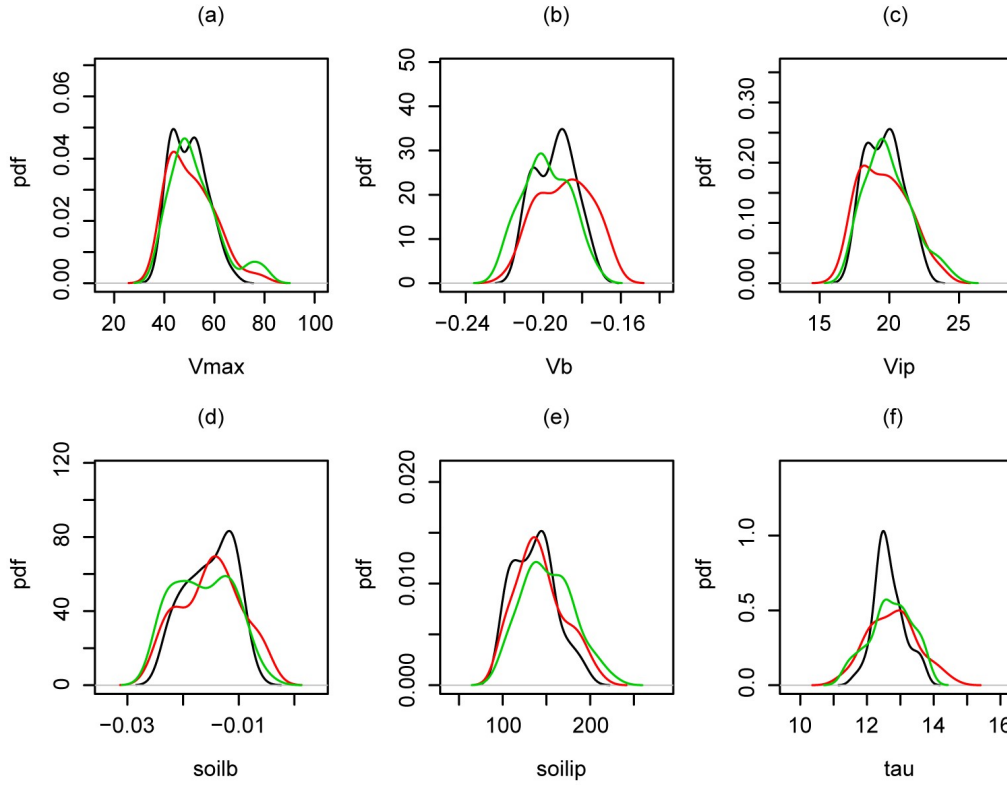 (a)
pdf
0.00 0.02 0.04 0.06
20 40 60 80 100
Vmax
(b)
pdf
0 10 20 30 40 50
−0.24 −0.20 −0.16
Vb
(c)
pdf
0.00 0.10 0.20 0.30
15 20 25
Vip
(d)
pdf
0 40 80 120
−0.03 −0.01
soilb
(e)
pdf
0.000 0.010 0.020
100 200
soilip
(f)
pdf
0.0 0.5 1.0
10 12 14 16
tau